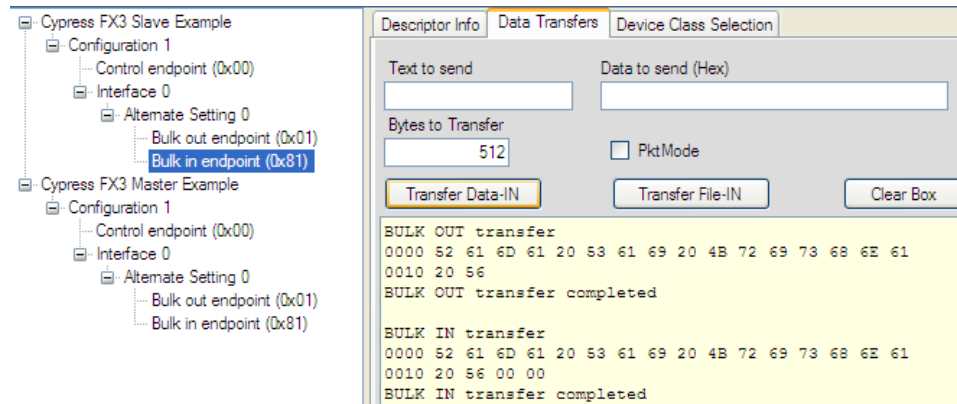 Cypress FX3 Slave Example
Configuration 1
Control endpoint (0x00)
Interface 0
Alternate Setting 0
Bulk out endpoint (0x01)
Bulk in endpoint (0x81)
Cypress FX3 Master Example
Configuration 1
Control endpoint (0x00)
Interface 0
Alternate Setting 0
Bulk out endpoint (0x01)
Bulk in endpoint (0x81)
Descriptor Info Data Transfers Device Class Selection
Text to send Data to send (Hex)
Bytes to Transfer
512 PktMode
Transfer Data-IN Transfer File-IN Clear Box
BULK OUT transfer
0000 52 61 6D 61 20 53 61 69 20 4B 72 69 73 68 6E 61
0010 20 56
BULK OUT transfer completed
BULK IN transfer
0000 52 61 6D 61 20 53 61 69 20 4B 72 69 73 68 6E 61
0010 20 56 00 00
BULK IN transfer completed